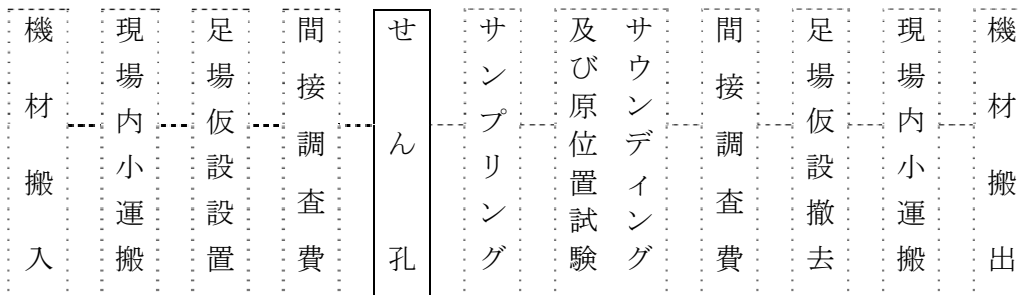 機材搬入
現場内小運搬
足場仮設設置
間接調査費
せん孔
サンプリング
サウンディング
及び原位置試験
間接調査費
足場仮設撤去
現場内小運搬
機材搬出